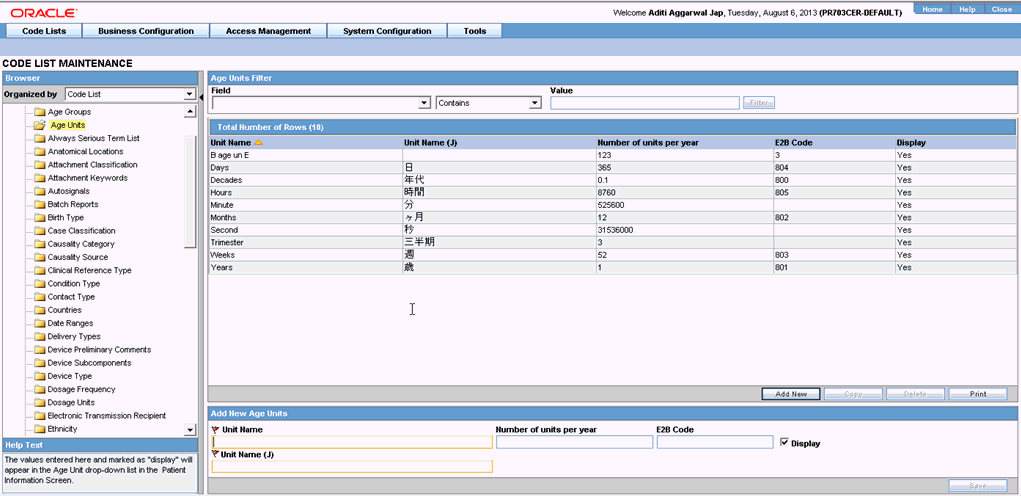 ORACLE
Welcome Aditi Aggarwal Jap, Tuesday, August 6, 2013 (PR703CER-DEFAULT)
Home Help Close
Code Lists Business Configuration Access Management System Configuration Tools
CODE LIST MAINTENANCE
Browser
Organized by Code List
Age Groups
Age Units
Always Serious Term List
Anatomical Locations
Attachment Classification
Attachment Keywords
Autosignals
Batch Reports
Birth Type
Case Classification
Causality Category
Causality Source
Clinical Reference Type
Condition Type
Contact Type
Countries
Date Ranges
Delivery Types
Device Preliminary Comments
Device Subcomponents
Device Type
Dosage Frequency
Dosage Units
Electronic Transmission Recipient
Ethnicity
Help Text
The values entered here and marked as "display" will
appear in the Age Unit drop-down list in the Patient
Information Screen.
Age Units Filter
Field Value
Contains Filter
Total Number of Rows (10)
Unit Name Unit Name (J) Number of units per year E2B Code Display
B age un E 123 3 Yes
Days 日 365 804 Yes
Decades 年代 0.1 800 Yes
Hours 時間 8760 805 Yes
Minute 分 525600 Yes
Months ヶ月 12 802 Yes
Second 秒 31536000 Yes
Trimester 三半期 3 Yes
Weeks 週 52 803 Yes
Years 歳 1 801 Yes
Add New Copy Delete Print
Add New Age Units
Unit Name Number of units per year E2B Code
Display
Unit Name (J)
Save